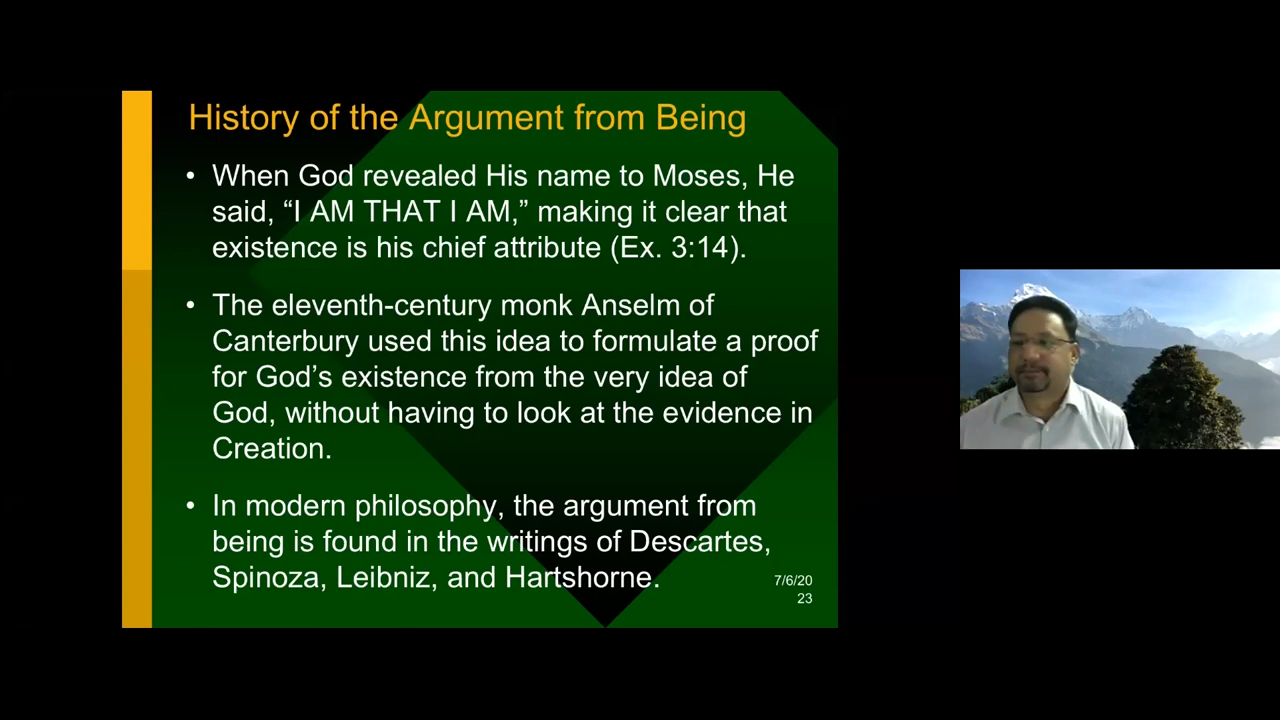 History of the Argument from Being
• When God revealed His name to Moses, He
said, “I AM THAT I AM,” making it clear that
existence is his chief attribute (Ex. 3:14).
• The eleventh-century monk Anselm of
Canterbury used this idea to formulate a proof
for God’s existence from the very idea of
God, without having to look at the evidence in
Creation.
• In modern philosophy, the argument from
being is found in the writings of Descartes,
Spinoza, Leibniz, and Hartshorne.
7/6/20
23